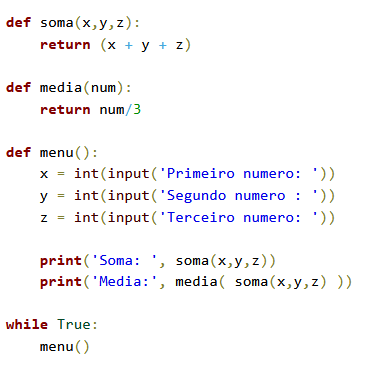 def soma(x,y,z):
    return (x + y + z)

def media(num):
    return num/3

def menu():
    x = int(input('Primeiro numero: '))
    y = int(input('Segundo numero : '))
    z = int(input('Terceiro numero: '))

    print('Soma: ', soma(x,y,z))
    print('Media:', media( soma(x,y,z) ))

while True:
    menu()